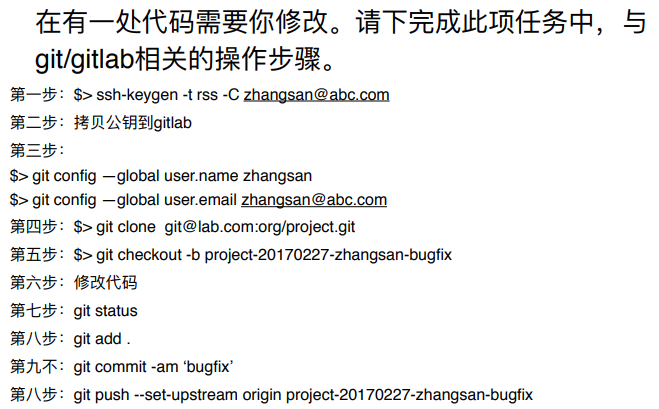 在有一处代码需要你修改。请下完成此项任务中，与
git/gitlab相关的操作步骤。
第一步：$> ssh-keygen -t rss -C zhangsan@abc.com
第二步：拷贝公钥到gitlab
第三步：
$> git config —global user.name zhangsan
$> git config —global user.email zhangsan@abc.com
第四步：$> git clone git@lab.com:org/project.git
第五步：$> git checkout -b project-20170227-zhangsan-bugfix
第六步：修改代码
第七步：git status
第八步：git add .
第九不：git commit -am ‘bugfix’
第八步：git push --set-upstream origin project-20170227-zhangsan-bugfix